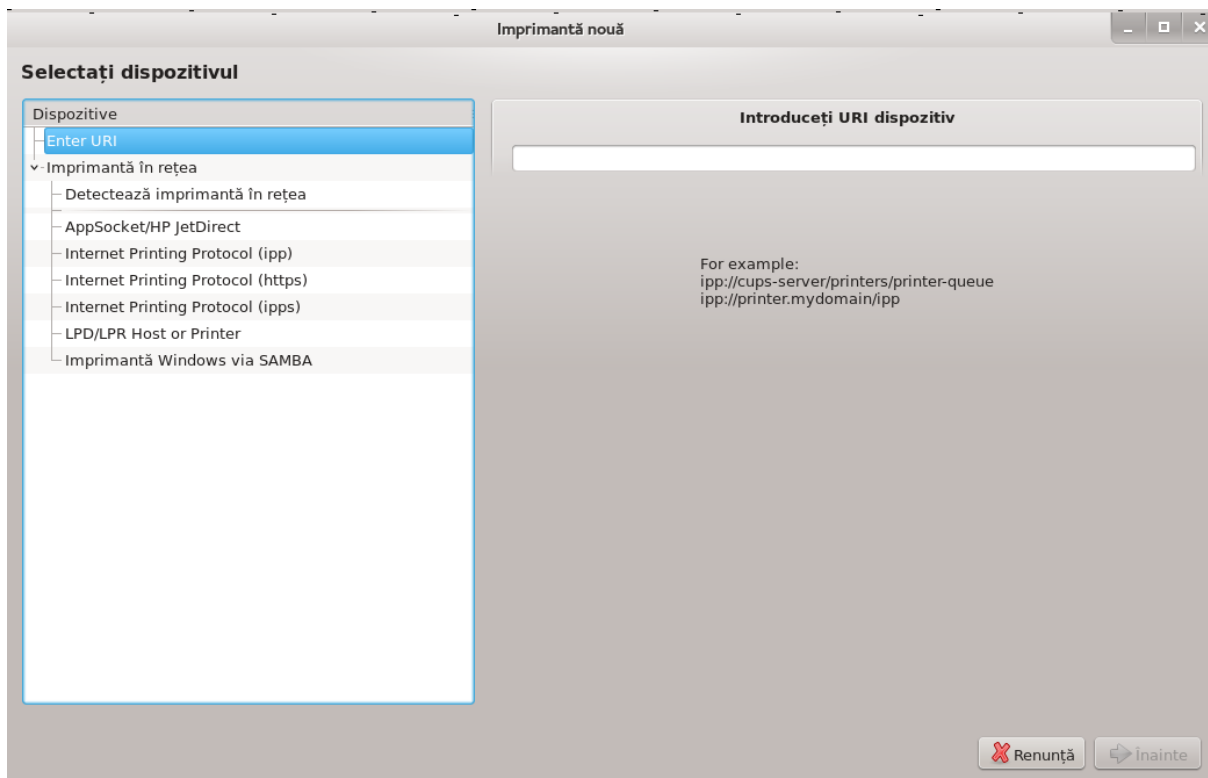 Imprimantă nouă
Selectați dispozitivul
Dispozitive
Enter URI
Imprimantă în rețea
Detectează imprimantă în rețea
AppSocket/HP JetDirect
Internet Printing Protocol (ipp)
Internet Printing Protocol (https)
Internet Printing Protocol (ipps)
LPD/LPR Host or Printer
Imprimantă Windows via SAMBA
Introduceți URI dispozitiv
For example:
ipp://cups-server/printers/printer-queue
ipp://printer.mydomain/ipp
Renunță
Înainte